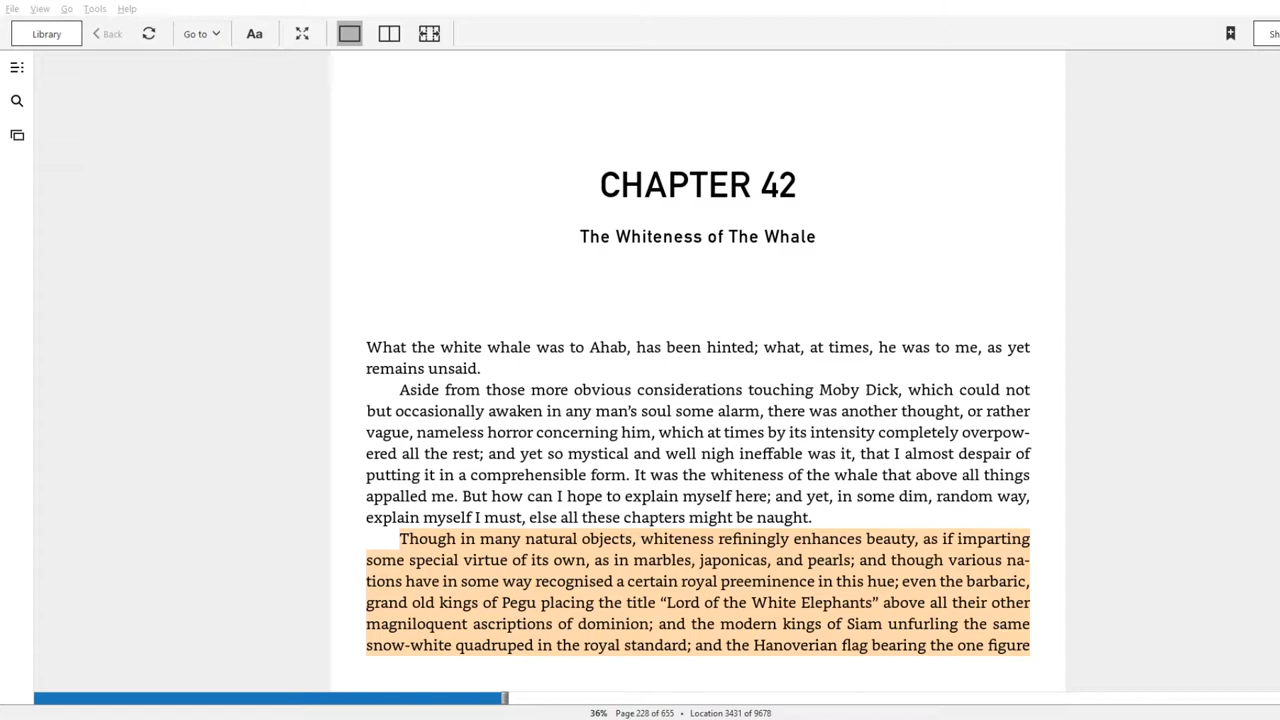 File View Go Tools Help
Library Back Go to Aa Sh
CHAPTER 42
The Whiteness of The Whale
What the white whale was to Ahab, has been hinted; what, at times, he was to me, as yet
remains unsaid.
Aside from those more obvious considerations touching Moby Dick, which could not
but occasionally awaken in any man’s soul some alarm, there was another thought, or rather
vague, nameless horror concerning him, which at times by its intensity completely overpow-
ered all the rest; and yet so mystical and well nigh ineffable was it, that I almost despair of
putting it in a comprehensible form. It was the whiteness of the whale that above all things
appalled me. But how can I hope to explain myself here; and yet, in some dim, random way,
explain myself I must, else all these chapters might be naught.
Though in many natural objects, whiteness refiningly enhances beauty, as if imparting
some special virtue of its own, as in marbles, japonicas, and pearls; and though various na-
tions have in some way recognised a certain royal preeminence in this hue; even the barbaric,
grand old kings of Pegu placing the title “Lord of the White Elephants” above all their other
magniloquent ascriptions of dominion; and the modern kings of Siam unfurling the same
snow-white quadruped in the royal standard; and the Hanoverian flag bearing the one figure
36% Page 228 of 655 • Location 3431 of 9678